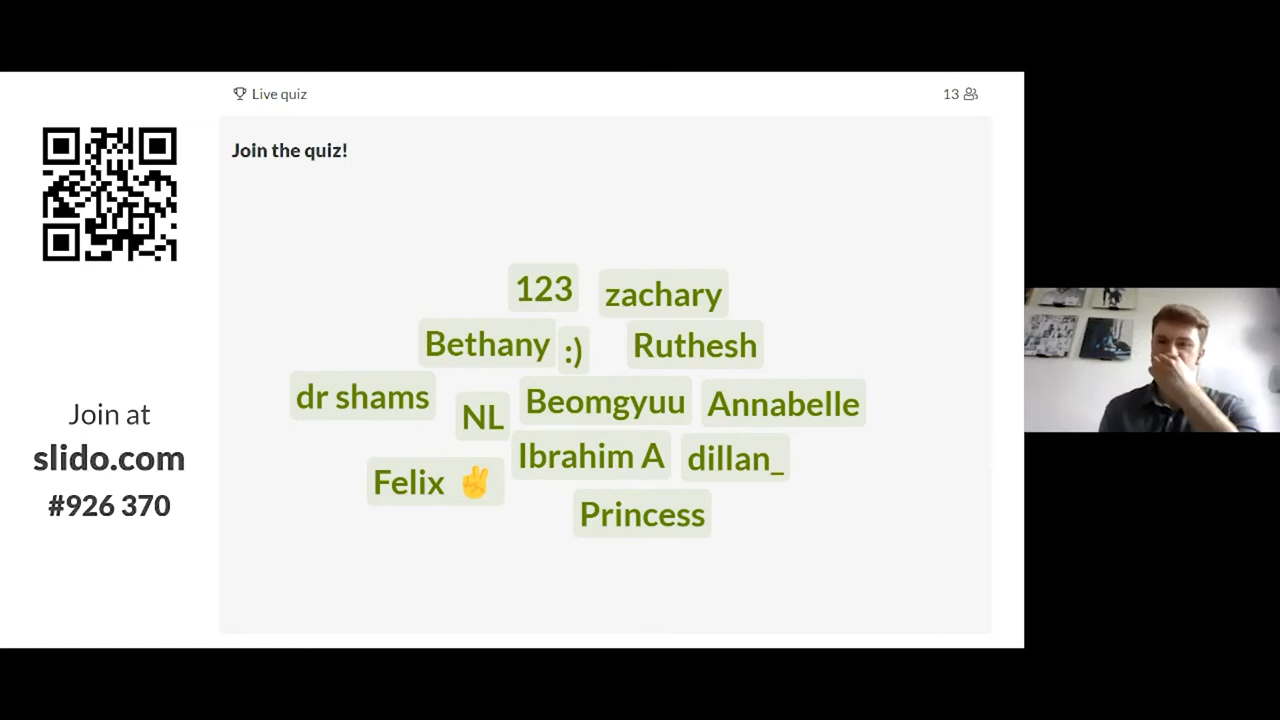 Live quiz
13
Join the quiz!
123
zachary
Bethany
:)
Ruthesh
dr shams
NL
Beomgyuu
Annabelle
Felix ✌️
Ibrahim A
dillan_
Princess
Join at
slido.com
#926 370